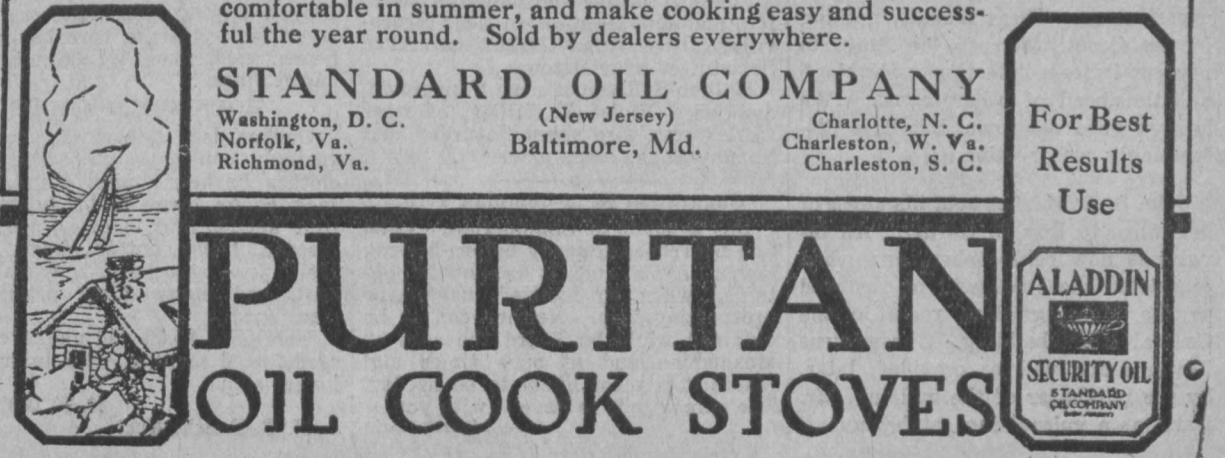 comfortable in summer, and make cooking easy and success-
ful the year round. Sold by dealers everywhere.
STANDARD OIL COMPANY
(New Jersey)
Washington, D. C.
Norfolk, Va.
Richmond, Va.
Baltimore, Md.
Charlotte, N. C.
Charleston, W. Va.
Charleston, S. C.
For Best
Results
Use
ALADDIN
SECURITY OIL
STANDARD
OIL COMPANY
PURITAN
OIL COOK STOVES